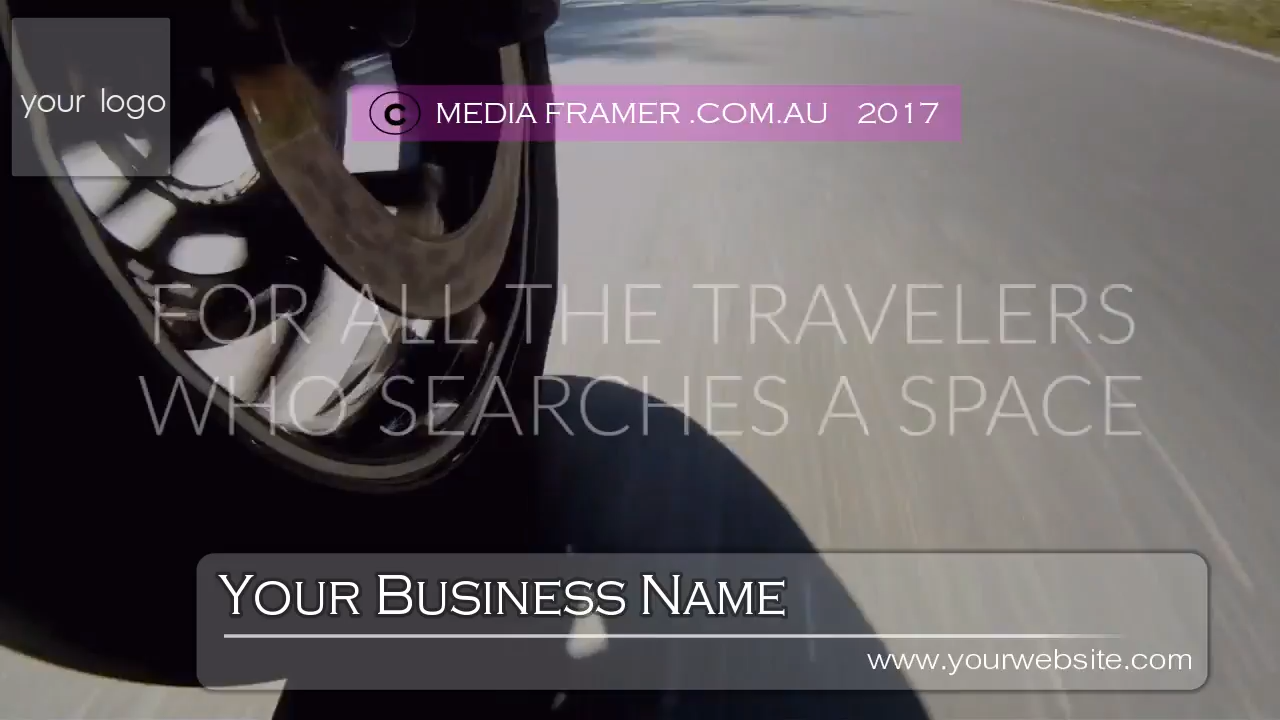 your logo
C MEDIA FRAMER .COM.AU 2017
FOR ALL THE TRAVELERS
WHO SEARCHES A SPACE
YOUR BUSINESS NAME
www.yourwebsite.com